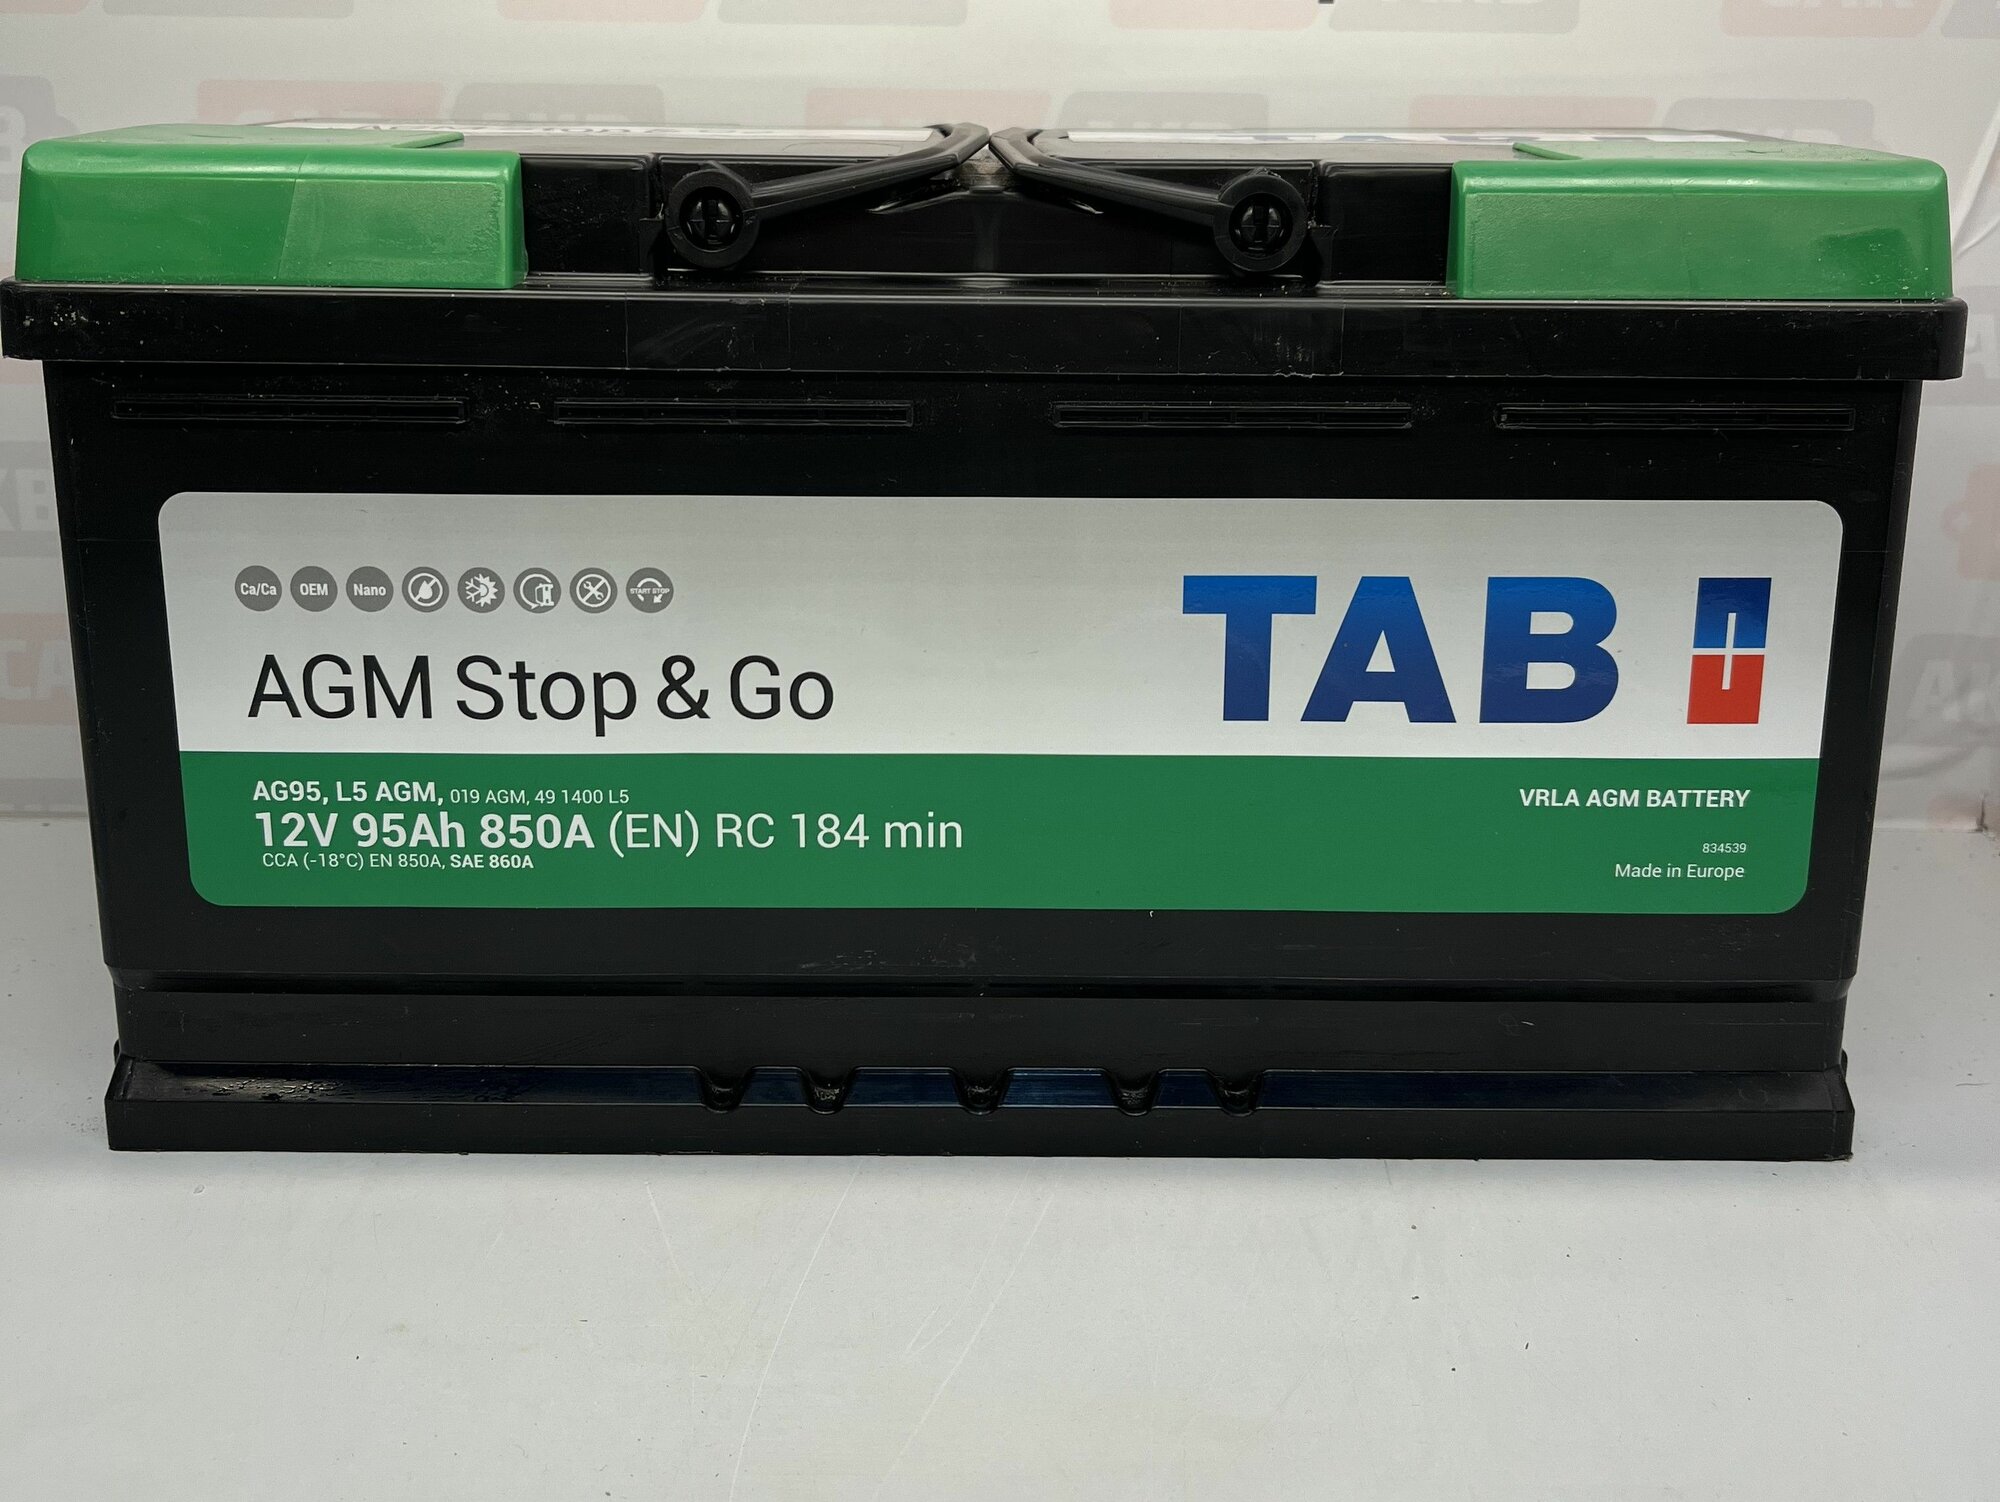 Ca/Ca OEM Nano START STOP
AGM Stop & Go
TAB
AG95, L5 AGM, 019 AGM, 49 1400 L5
12V 95Ah 850A (EN) RC 184 min
CCA (-18°C) EN 850A, SAE 860A
VRLA AGM BATTERY
834539
Made in Europe